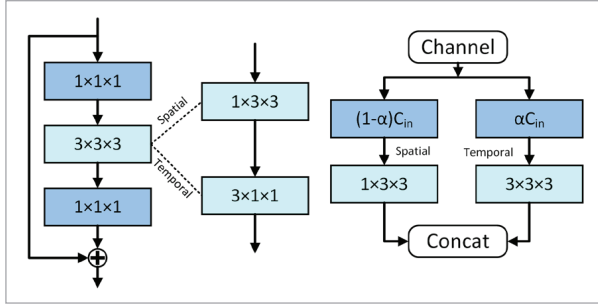 1×1×1
3×3×3
1×1×1
Spatial
Temporal
1×3×3
3×1×1
Channel
(1-α)C_in
αC_in
Spatial
Temporal
1×3×3
3×3×3
Concat